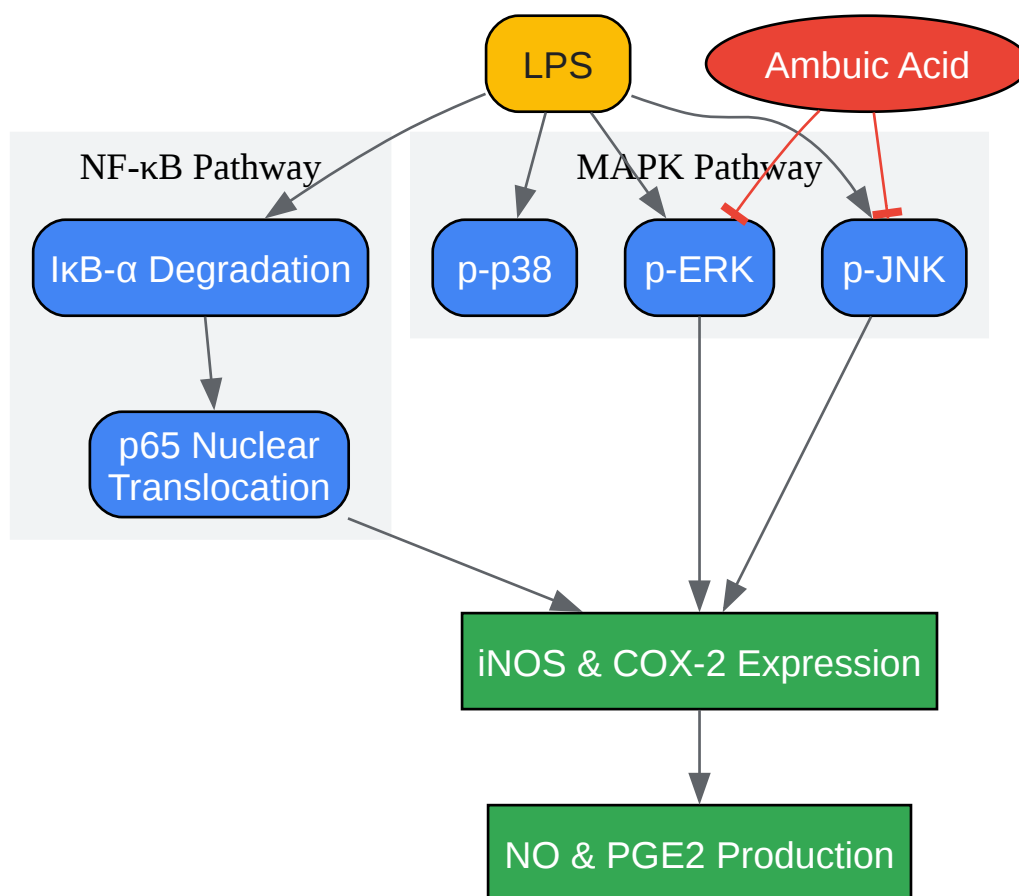 LPS
Ambuic Acid
NF-κB Pathway
MAPK Pathway
IκB-α Degradation
p-p38
p-ERK
p-JNK
p65 Nuclear
Translocation
iNOS & COX-2 Expression
NO & PGE2 Production